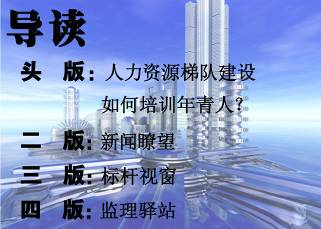 导读
头 版：人力资源梯队建设
如何培训年青人？
二 版：新闻瞭望
三 版：标杆视窗
四 版：监理驿站